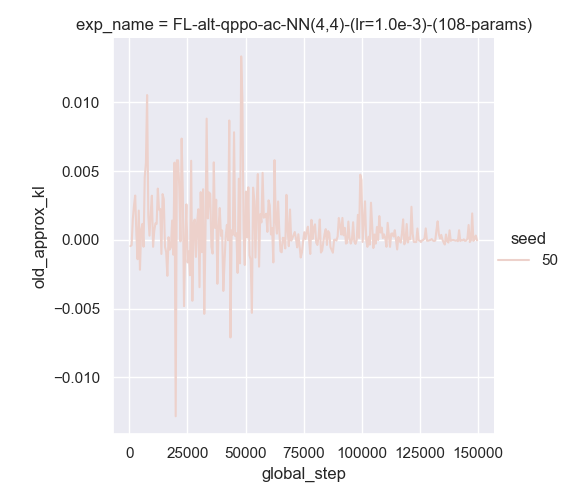 exp_name = FL-alt-qppo-ac-NN(4,4)-(lr=1.0e-3)-(108-params)
0.010
0.005
0.000
−0.005
−0.010
old_approx_kl
seed
50
0 25000 50000 75000 100000 125000 150000
global_step